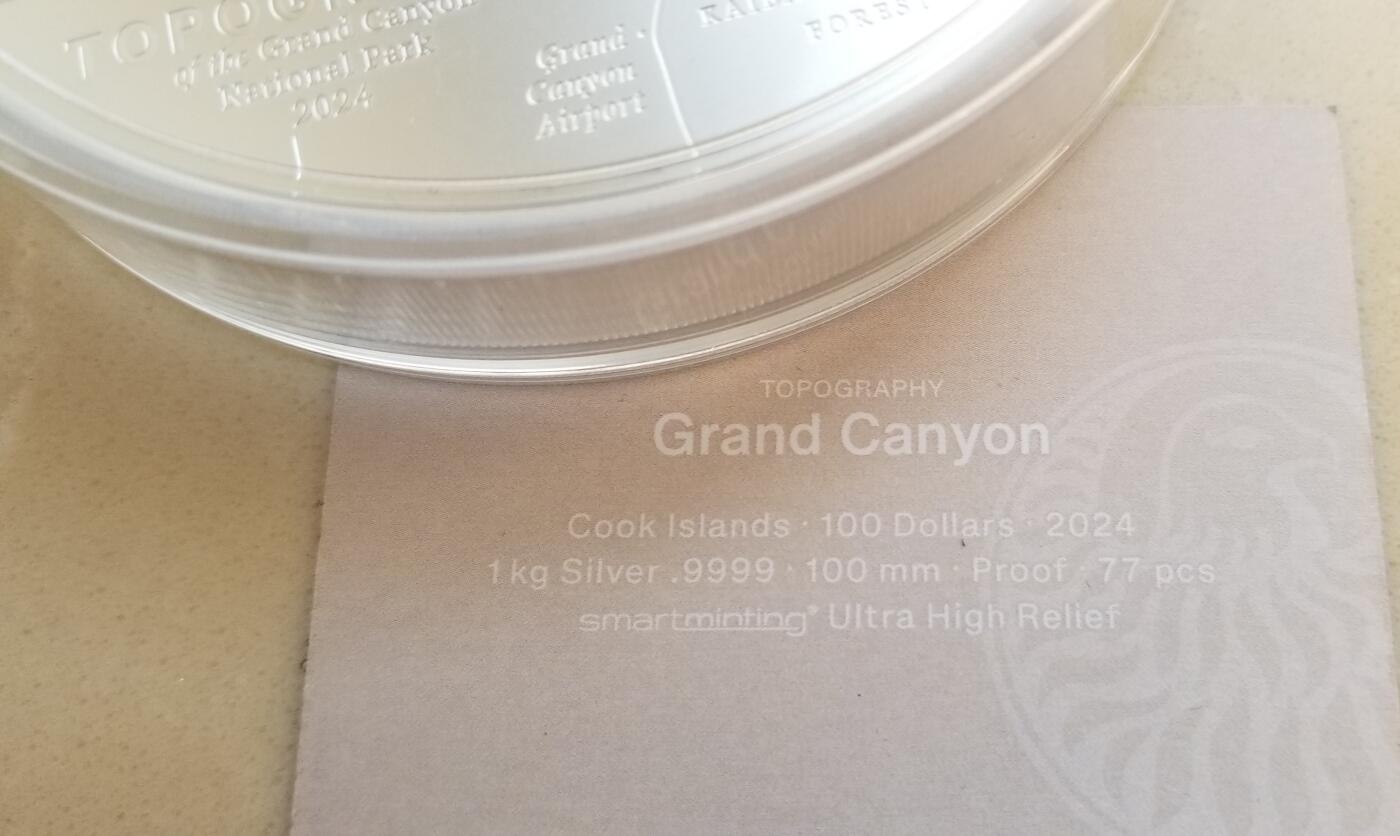 of the Grand Canyon
National Park
2024
Grand
Canyon
Airport
TOPOGRAPHY
Grand Canyon
Cook Islands · 100 Dollars · 2024
1 kg Silver .9999 · 100 mm · Proof · 77 pcs
smartminting® Ultra High Relief